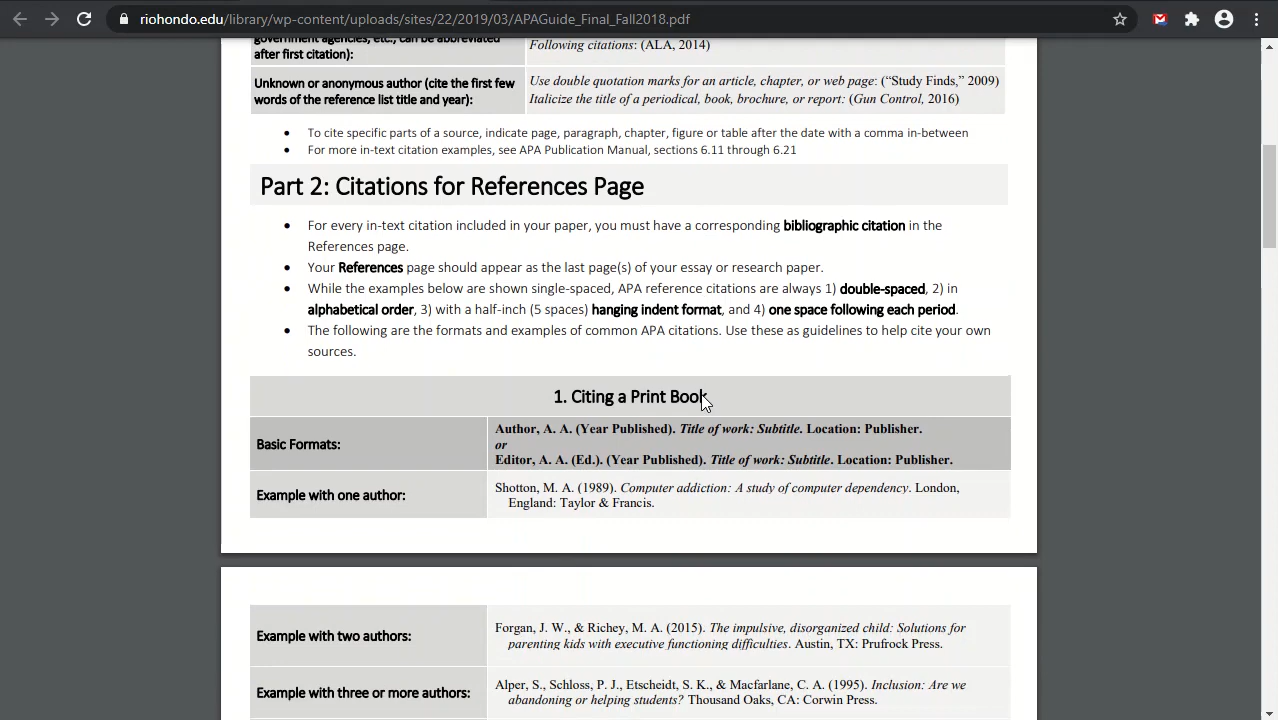 riohondo.edu/library/wp-content/uploads/sites/22/2019/03/APAGuide_Final_Fall2018.pdf
government agencies, etc., can be abbreviated
after first citation):
Following citations: (ALA, 2014)
Unknown or anonymous author (cite the first few
words of the reference list title and year):
Use double quotation marks for an article, chapter, or web page: (“Study Finds,” 2009)
Italicize the title of a periodical, book, brochure, or report: (Gun Control, 2016)
• To cite specific parts of a source, indicate page, paragraph, chapter, figure or table after the date with a comma in-between
• For more in-text citation examples, see APA Publication Manual, sections 6.11 through 6.21
Part 2: Citations for References Page
• For every in-text citation included in your paper, you must have a corresponding bibliographic citation in the
References page.
• Your References page should appear as the last page(s) of your essay or research paper.
• While the examples below are shown single-spaced, APA reference citations are always 1) double-spaced, 2) in
alphabetical order, 3) with a half-inch (5 spaces) hanging indent format, and 4) one space following each period.
• The following are the formats and examples of common APA citations. Use these as guidelines to help cite your own
sources.
1. Citing a Print Book
Basic Formats:
Author, A. A. (Year Published). Title of work: Subtitle. Location: Publisher.
or
Editor, A. A. (Ed.). (Year Published). Title of work: Subtitle. Location: Publisher.
Example with one author:
Shotton, M. A. (1989). Computer addiction: A study of computer dependency. London,
England: Taylor & Francis.
Example with two authors:
Forgan, J. W., & Richey, M. A. (2015). The impulsive, disorganized child: Solutions for
parenting kids with executive functioning difficulties. Austin, TX: Prufrock Press.
Example with three or more authors:
Alper, S., Schloss, P. J., Etscheidt, S. K., & Macfarlane, C. A. (1995). Inclusion: Are we
abandoning or helping students? Thousand Oaks, CA: Corwin Press.